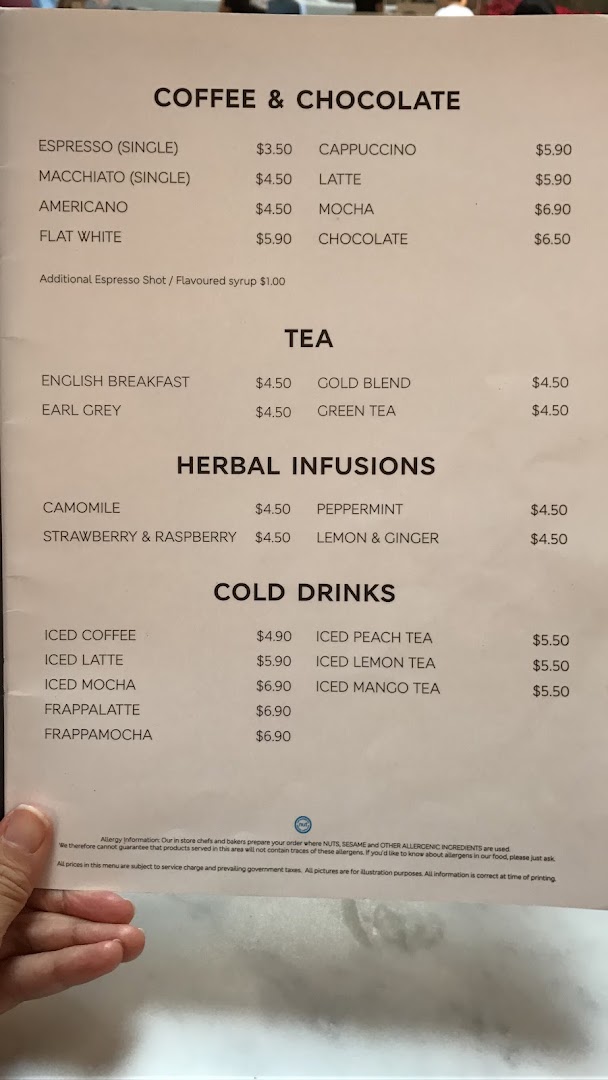 COFFEE & CHOCOLATE
ESPRESSO (SINGLE) $3.50 CAPPUCCINO $5.90
MACCHIATO (SINGLE) $4.50 LATTE $5.90
AMERICANO $4.50 MOCHA $6.90
FLAT WHITE $5.90 CHOCOLATE $6.50
Additional Espresso Shot / Flavoured syrup $1.00
TEA
ENGLISH BREAKFAST $4.50 GOLD BLEND $4.50
EARL GREY $4.50 GREEN TEA $4.50
HERBAL INFUSIONS
CAMOMILE $4.50 PEPPERMINT $4.50
STRAWBERRY & RASPBERRY $4.50 LEMON & GINGER $4.50
COLD DRINKS
ICED COFFEE $4.90 ICED PEACH TEA $5.50
ICED LATTE $5.90 ICED LEMON TEA $5.50
ICED MOCHA $6.90 ICED MANGO TEA $5.50
FRAPPALATTE $6.90
FRAPPAMOCHA $6.90
nut
Allergy Information: Our in store chefs and bakers prepare your order where NUTS, SESAME and OTHER ALLERGENIC INGREDIENTS are used.
We therefore cannot guarantee that products served in this area will not contain traces of these allergens. If you'd like to know about allergens in our food, please just ask.
All prices in this menu are subject to service charge and prevailing government taxes. All pictures are for illustration purposes. All information is correct at time of printing.